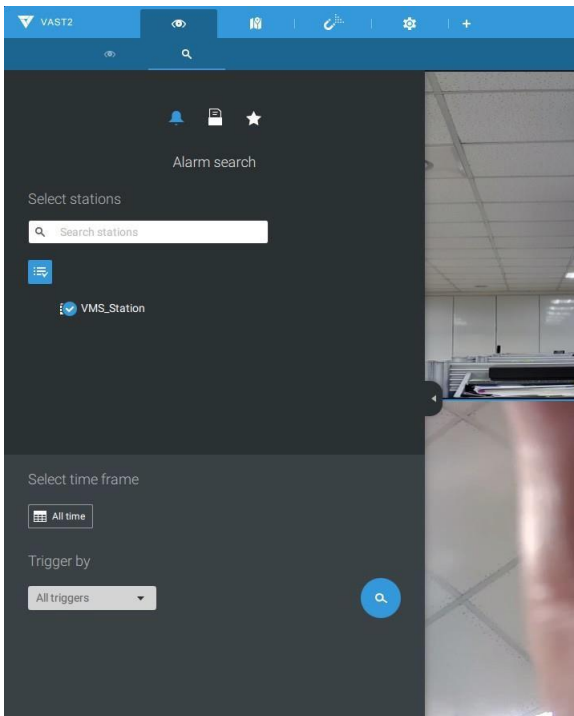 VAST2
Alarm search
Select stations
Search stations
VMS_Station
Select time frame
All time
Trigger by
All triggers